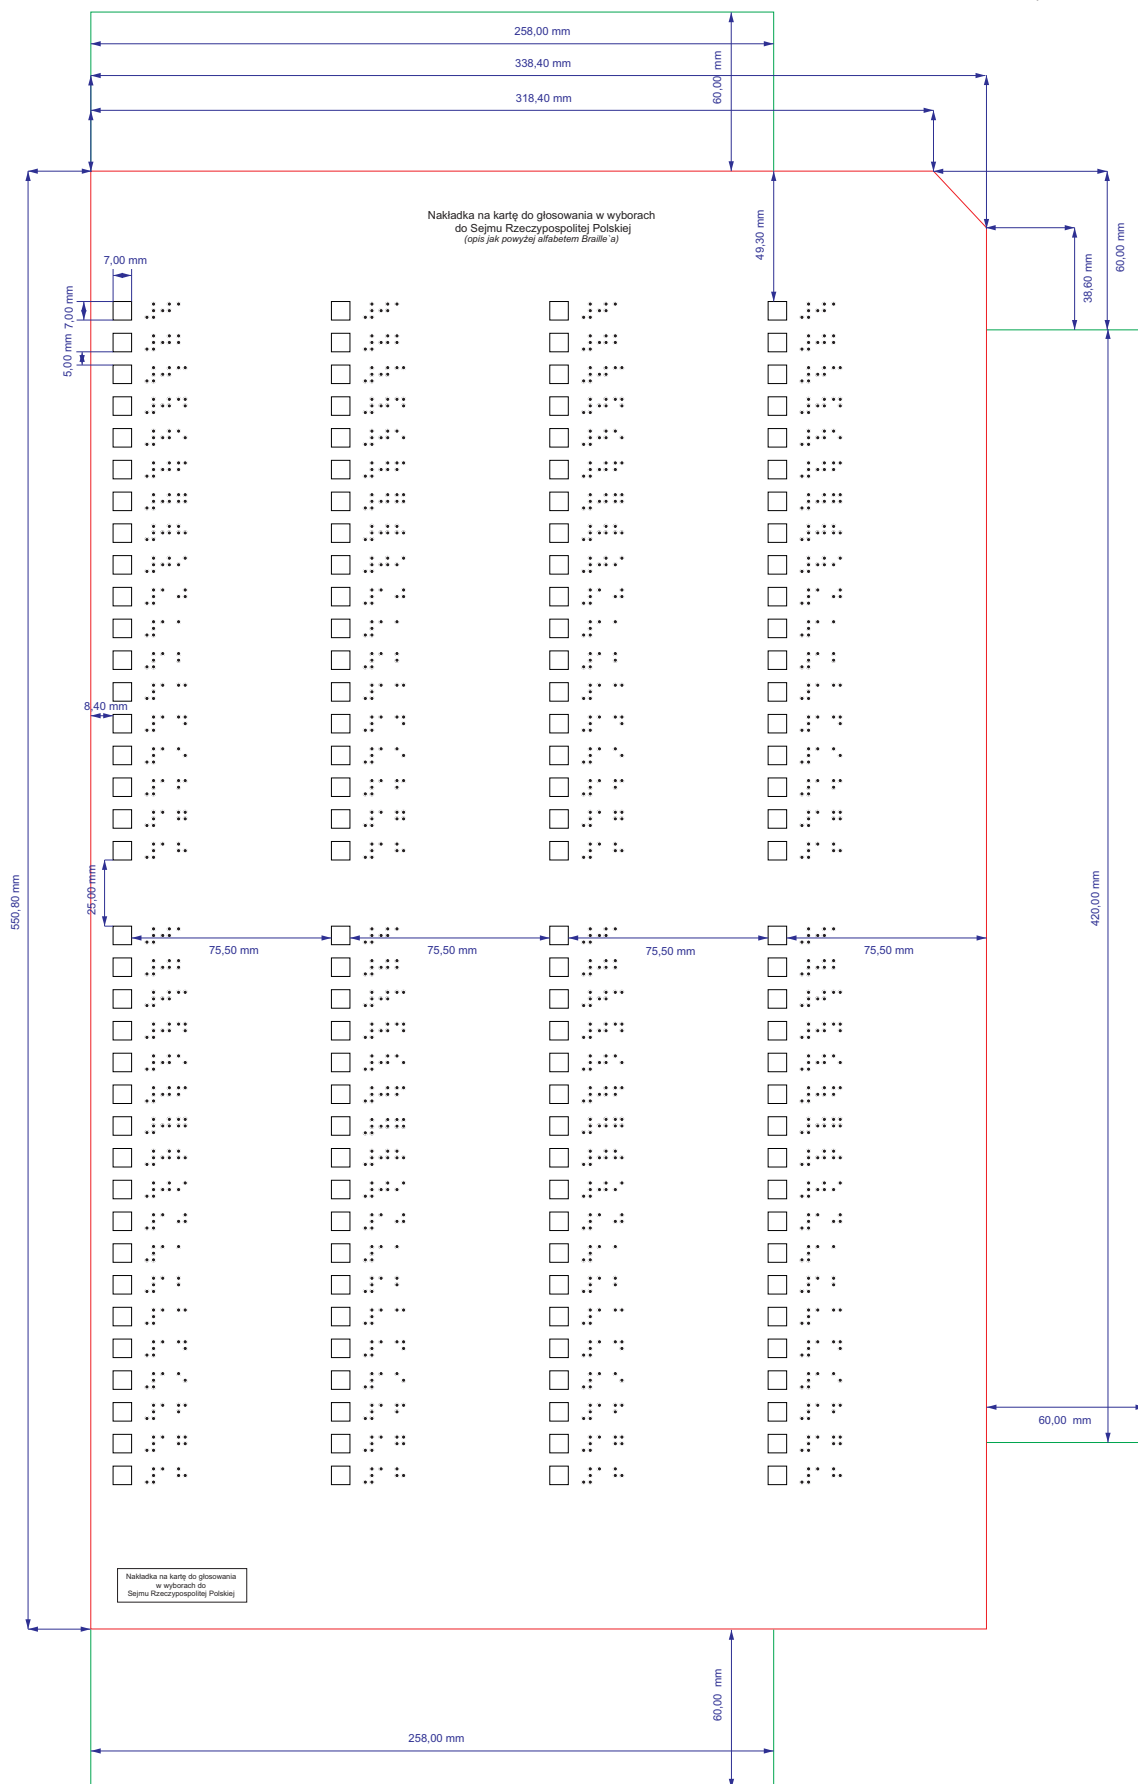 258,00 mm
60,00 mm
338,40 mm
318,40 mm
Nakładka na kartę do głosowania w wyborach
do Sejmu Rzeczypospolitej Polskiej
(opis jak powyżej alfabetem Braille`a)
49,30 mm
60,00 mm
38,60 mm
7,00 mm
7,00 mm
5,00 mm
8,40 mm
25,00 mm
550,80 mm
420,00 mm
75,50 mm
75,50 mm
75,50 mm
75,50 mm
60,00 mm
Nakładka na kartę do głosowania
w wyborach do
Sejmu Rzeczypospolitej Polskiej
60,00 mm
258,00 mm